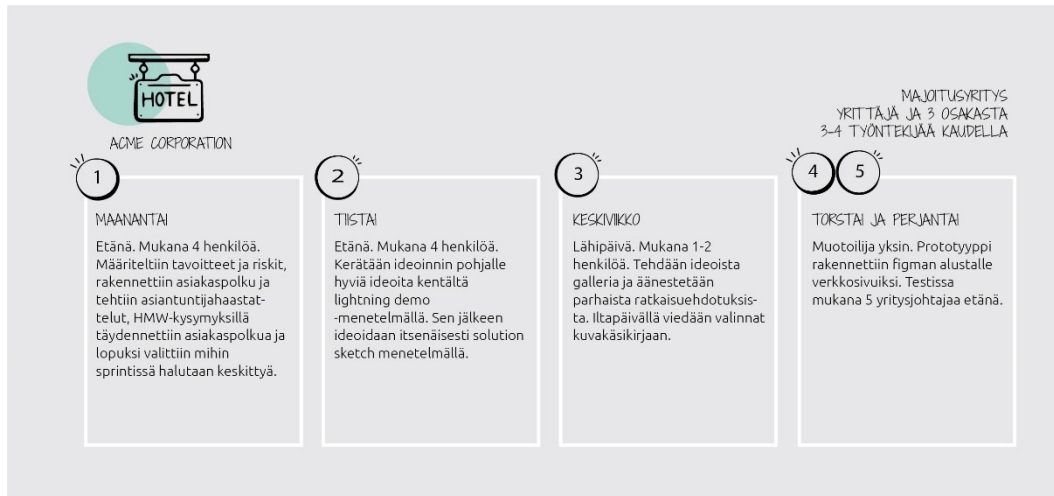 HOTEL
ACME CORPORATION
MAJOITUSYRITYS
YRITTÄJÄ JA 3 OSAKASTA
3-4 TYÖNTEKIJÄÄ KAUDELLA
1
MAANANTAI
Etänä. Mukana 4 henkilöä.
Määriteltiin tavoitteet ja riskit,
rakennettiin asiakaspolku ja
tehtiin asiantuntijahaastat-
telut, HMW-kysymyksillä
täydennettiin asiakaspolkua ja
lopuksi valittiin mihin
sprintissä halutaan keskittyä.
2
TIISTAI
Etänä. Mukana 4 henkilöä.
Kerätään ideoinnin pohjalle
hyviä ideoita kentältä
lightning demo
-menetelmällä. Sen jälkeen
ideoidaan itsenäisesti solution
sketch menetelmällä.
3
KESKIVIIKKO
Lähipäivä. Mukana 1-2
henkilöä. Tehdään ideoista
galleria ja äänestetään
parhaista ratkaisuehdotuksis-
ta. Iltapäivällä viedään valinnat
kuvakäsikirjaan.
4 5
TORSTAI JA PERJANTAI
Muotoilija yksin. Prototyyppi
rakennettiin figman alustalle
verkkosivuiksi. Testissa
mukana 5 yritysjohtajaa etänä.